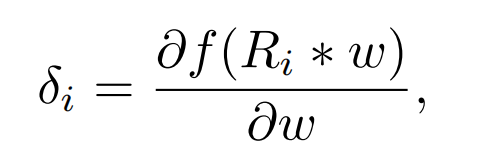 δ_i = ∂f(R_i * w) / ∂w,